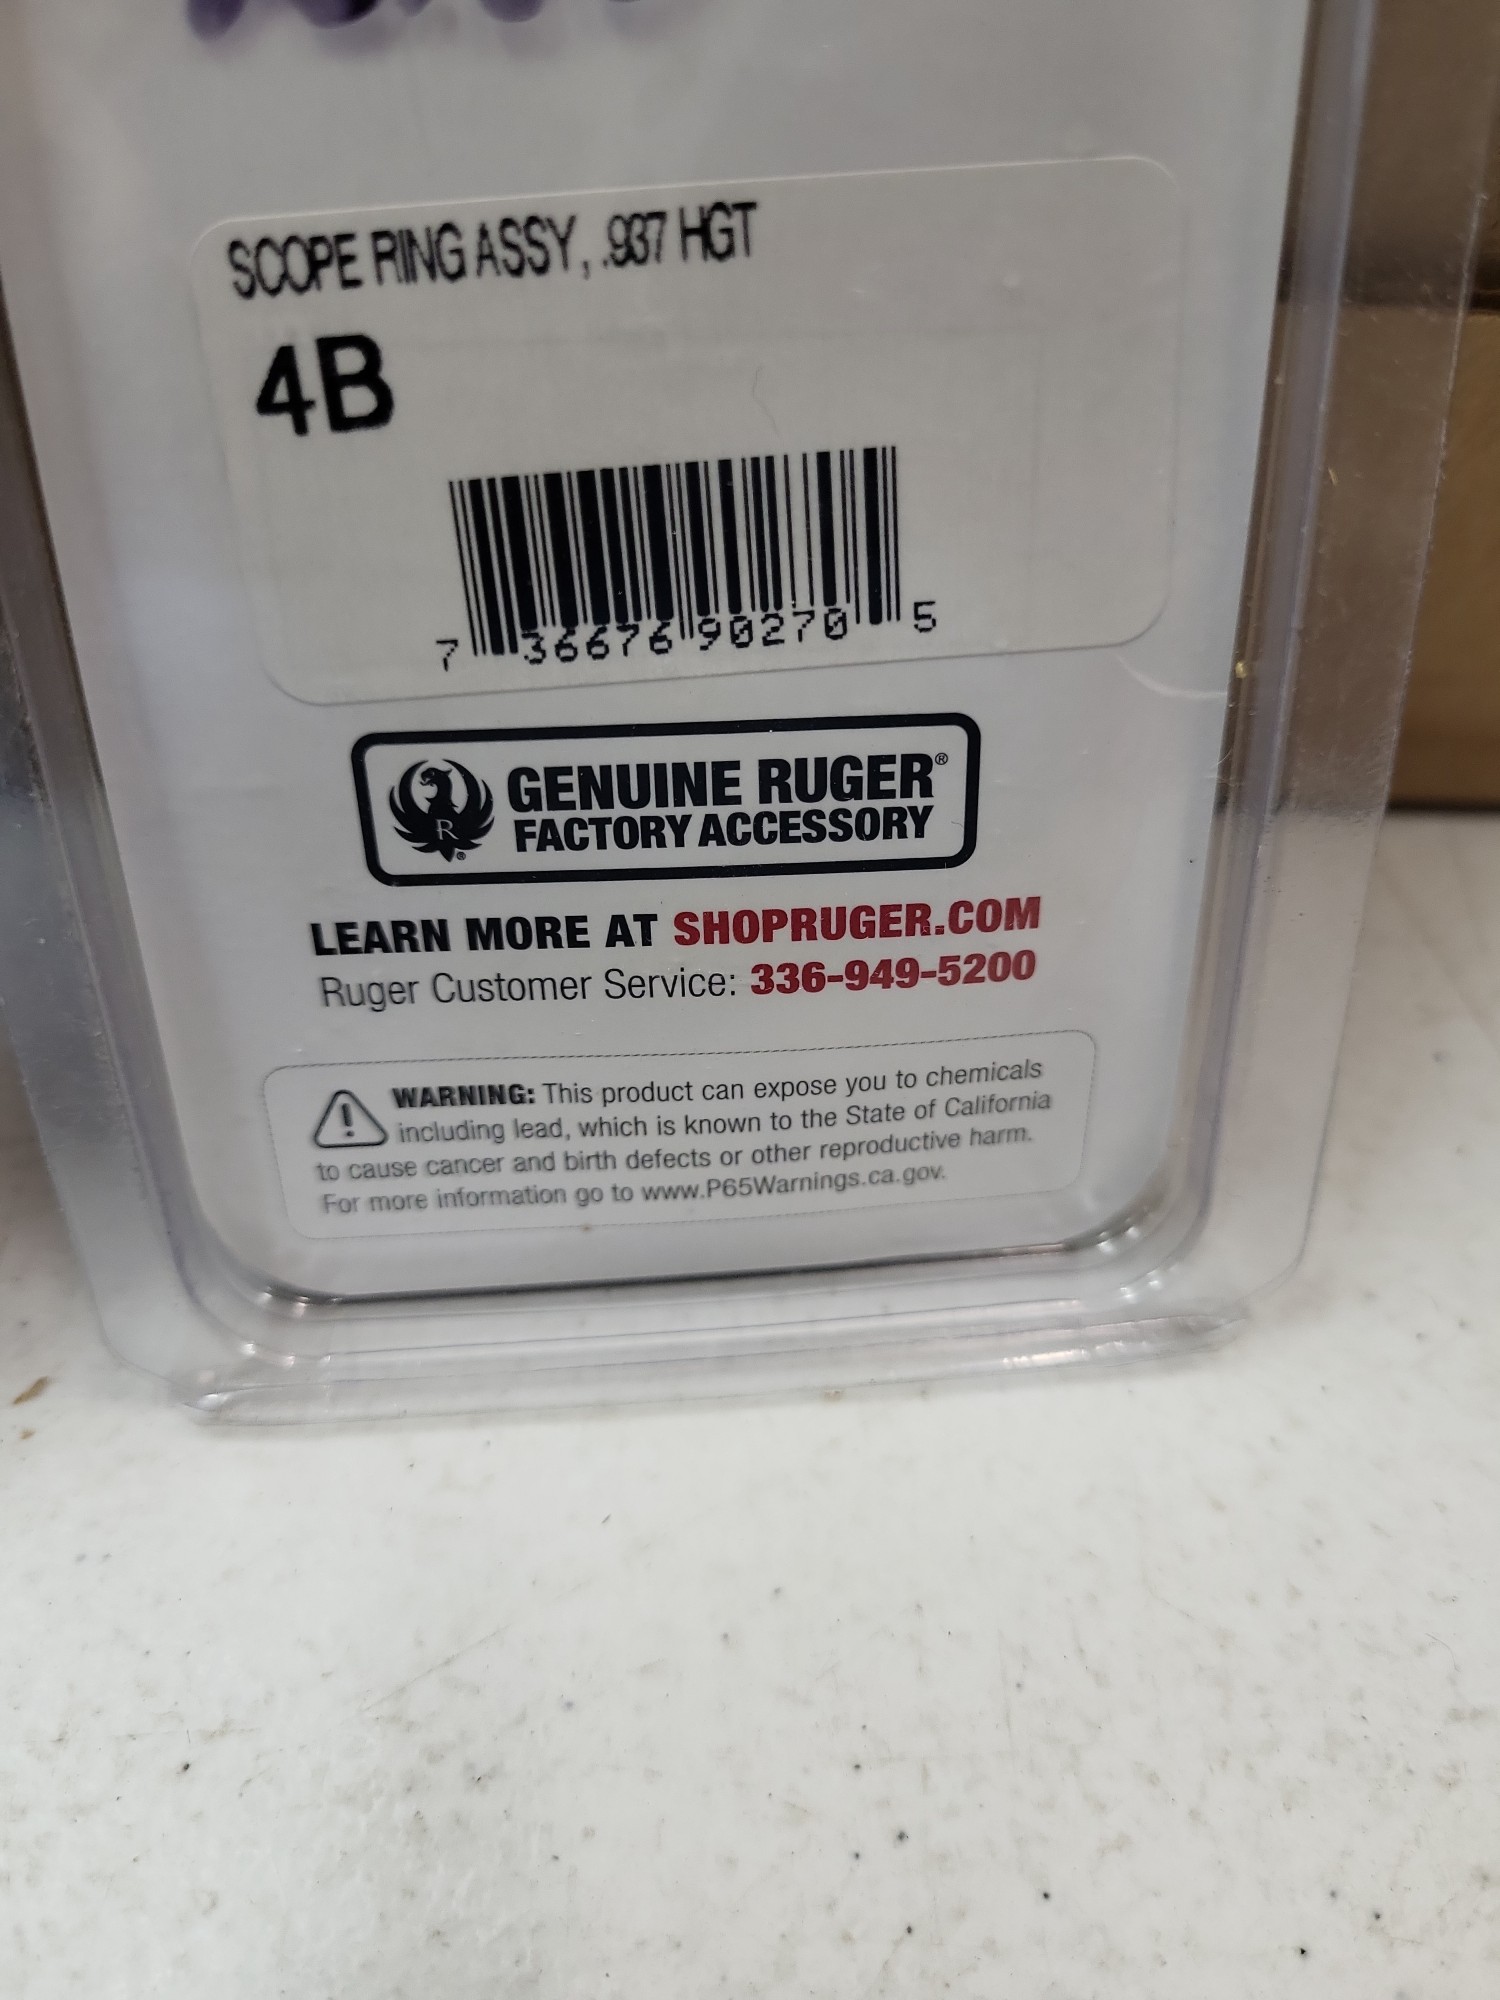 SCOPE RING ASSY, .937 HGT
4B
7 36676 90270 5
GENUINE RUGER®
FACTORY ACCESSORY
R ®
LEARN MORE AT SHOPRUGER.COM
Ruger Customer Service: 336-949-5200
WARNING: This product can expose you to chemicals
including lead, which is known to the State of California
to cause cancer and birth defects or other reproductive harm.
For more information go to www.P65Warnings.ca.gov.